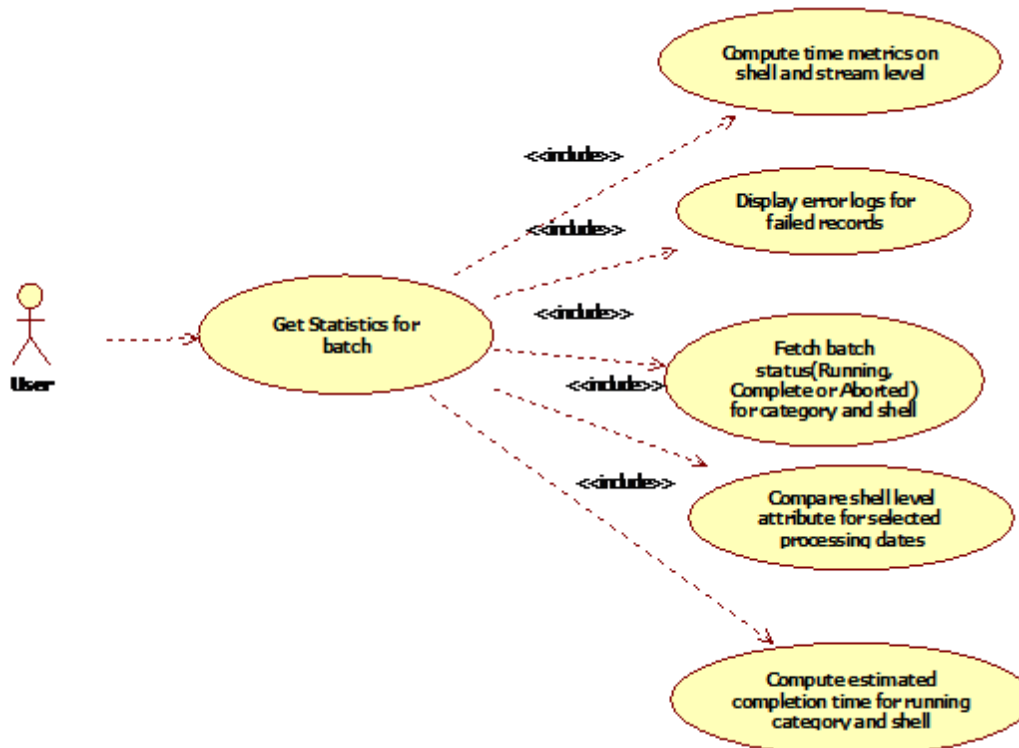 Compute time metrics on
shell and stream level
<<include>>
Display error logs for
failed records
<<include>>
Get Statistics for
batch
<<include>>
Fetch batch
status(Running,
Complete or Aborted)
for category and shell
<<include>>
User
Compare shell level
attribute for selected
processing dates
<<include>>
Compute estimated
completion time for running
category and shell